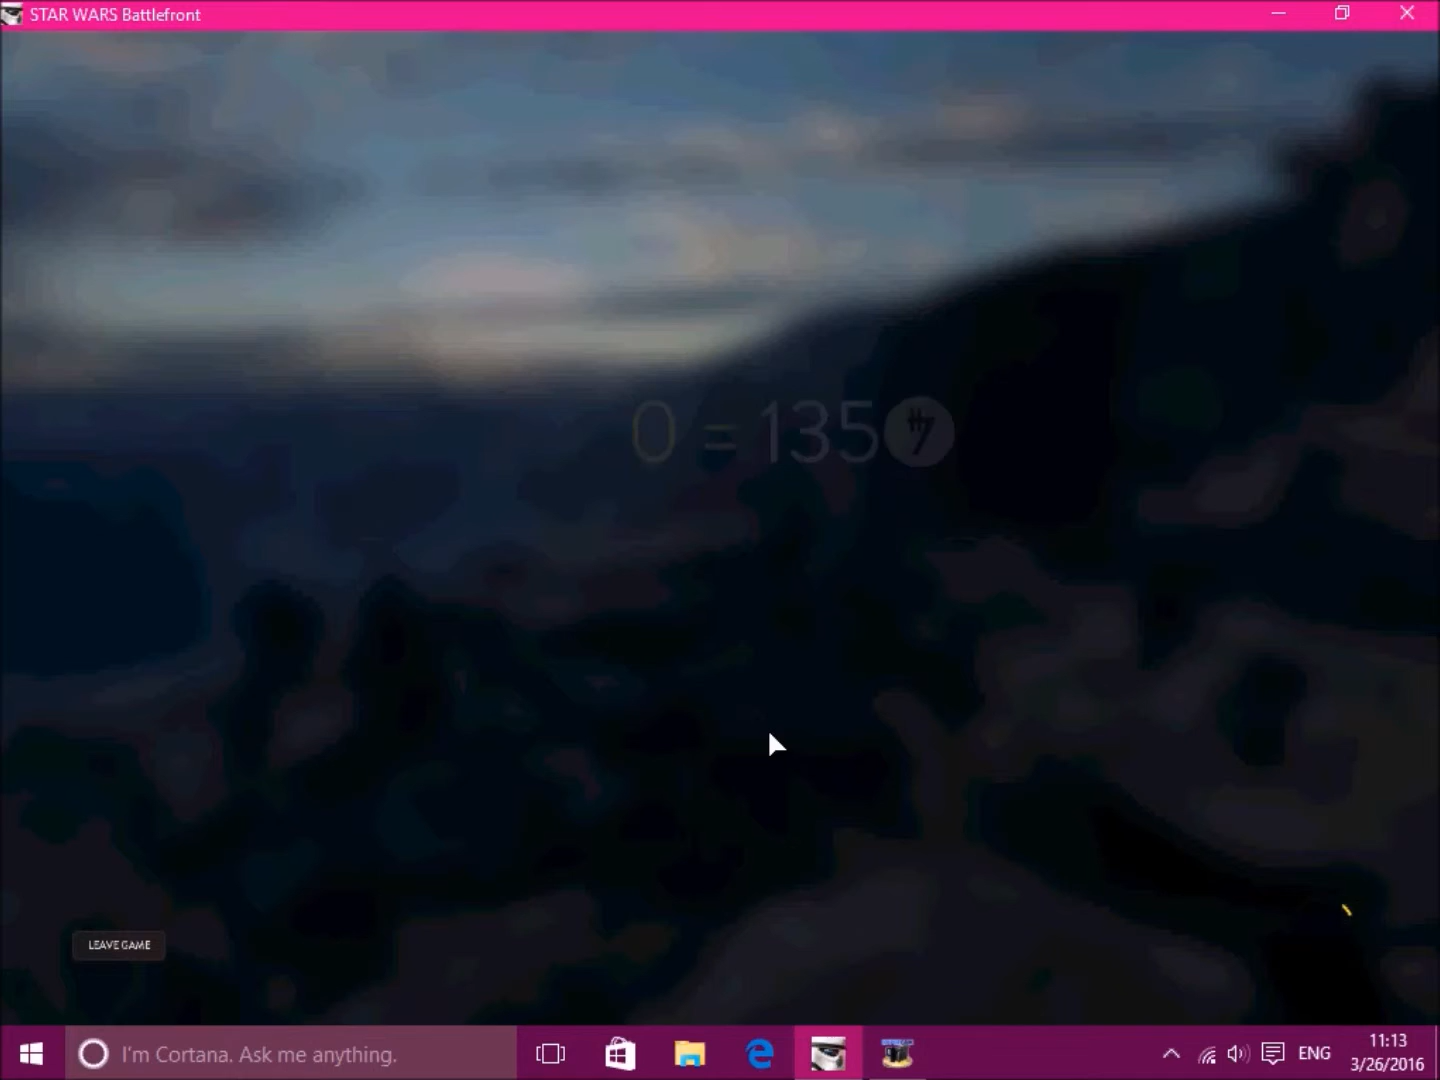 STAR WARS Battlefront
0 = 135
LEAVE GAME
I'm Cortana. Ask me anything.
ENG
11:13
3/26/2016